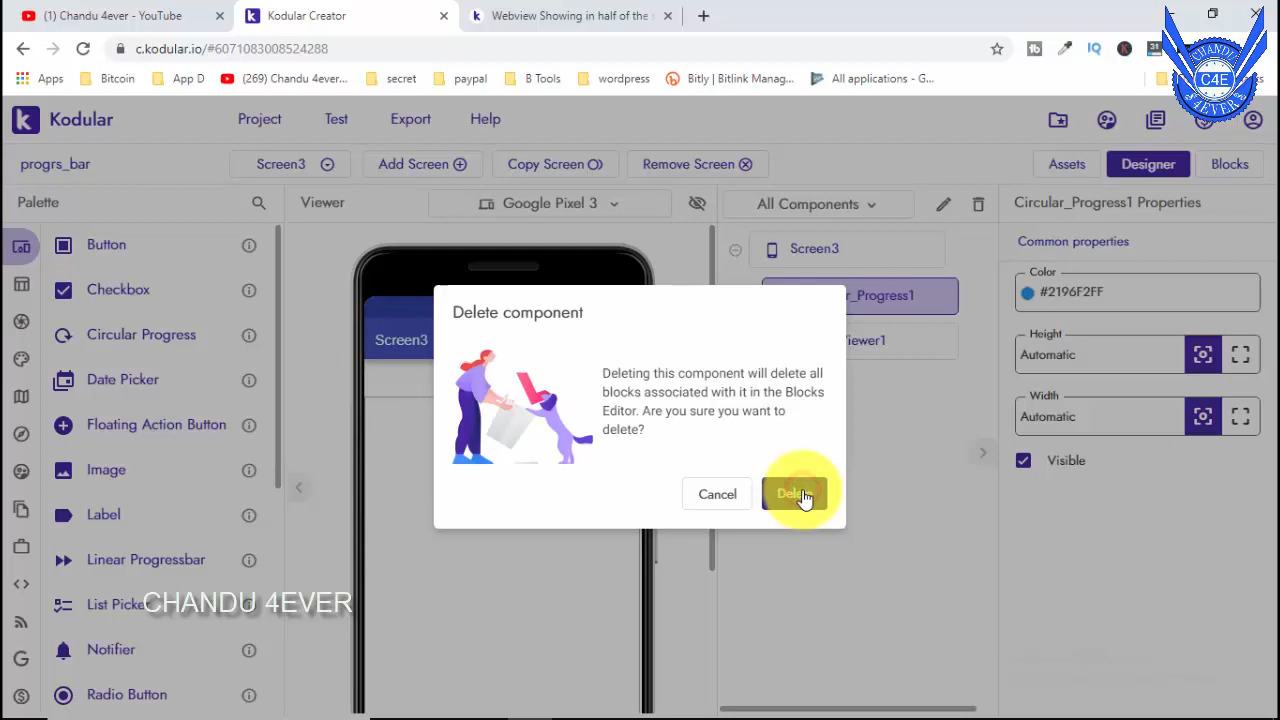 (1) Chandu 4ever - YouTube
Kodular Creator
Webview Showing in half of the
c.kodular.io/#6071083008524288
Apps
Bitcoin
App D
(269) Chandu 4ever...
secret
paypal
B Tools
wordpress
Bitly | Bitlink Manag...
All applications - G...
CHANDU
C4E
4EVER
Kodular
Project
Test
Export
Help
progrs_bar
Screen3
Add Screen
Copy Screen
Remove Screen
Assets
Designer
Blocks
Palette
Viewer
Google Pixel 3
All Components
Circular_Progress1 Properties
Button
Checkbox
Circular Progress
Date Picker
Floating Action Button
Image
Label
Linear Progressbar
List Picker
Notifier
Radio Button
Screen3
Screen3
r_Progress1
Viewer1
Common properties
Color
#2196F2FF
Height
Automatic
Width
Automatic
Visible
Delete component
Deleting this component will delete all
blocks associated with it in the Blocks
Editor. Are you sure you want to
delete?
Cancel
Delete
CHANDU 4EVER